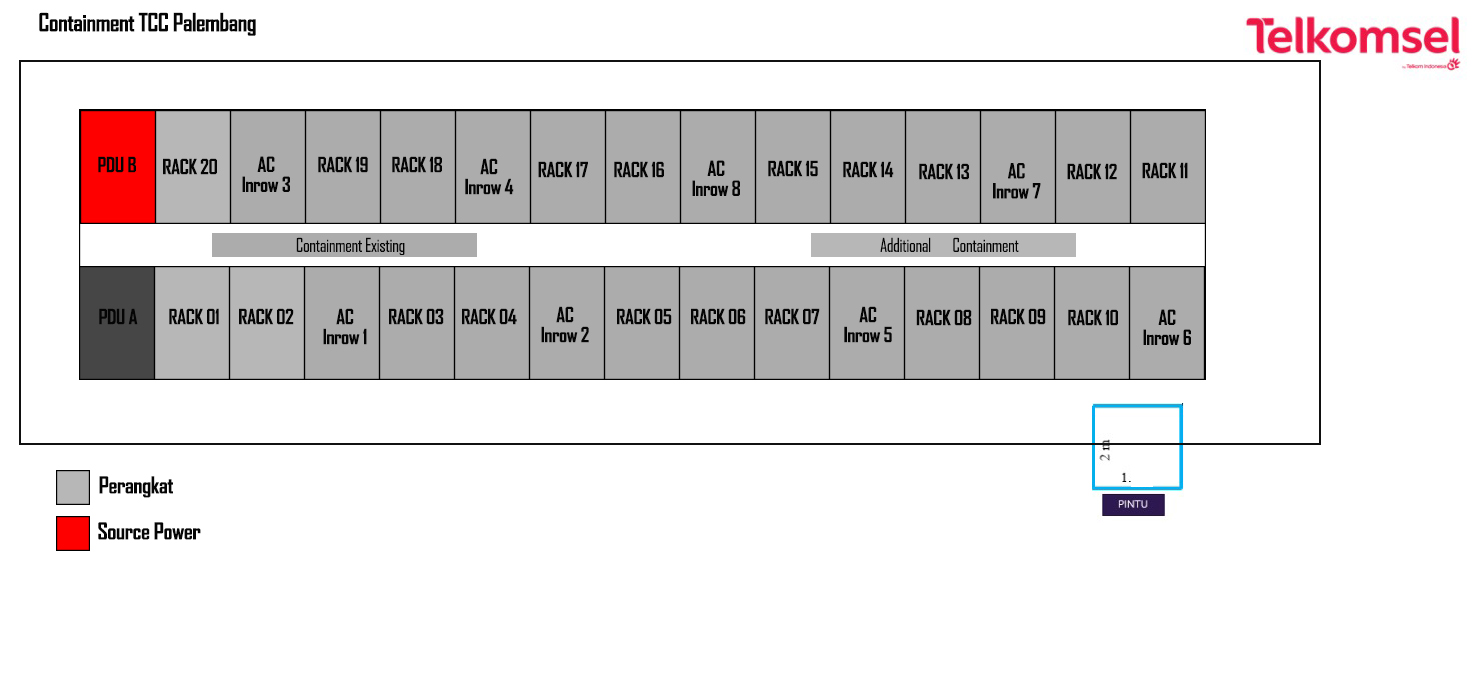 Containment TCC Palembang
Telkomsel
by Telkom Indonesia
PDU B
RACK 20
AC
Inrow 3
RACK 19
RACK 18
AC
Inrow 4
RACK 17
RACK 16
AC
Inrow 8
RACK 15
RACK 14
RACK 13
AC
Inrow 7
RACK 12
RACK 11
Containment Existing
Additional Containment
PDU A
RACK 01
RACK 02
AC
Inrow 1
RACK 03
RACK 04
AC
Inrow 2
RACK 05
RACK 06
RACK 07
AC
Inrow 5
RACK 08
RACK 09
RACK 10
AC
Inrow 6
2 m
1.
PINTU
Perangkat
Source Power